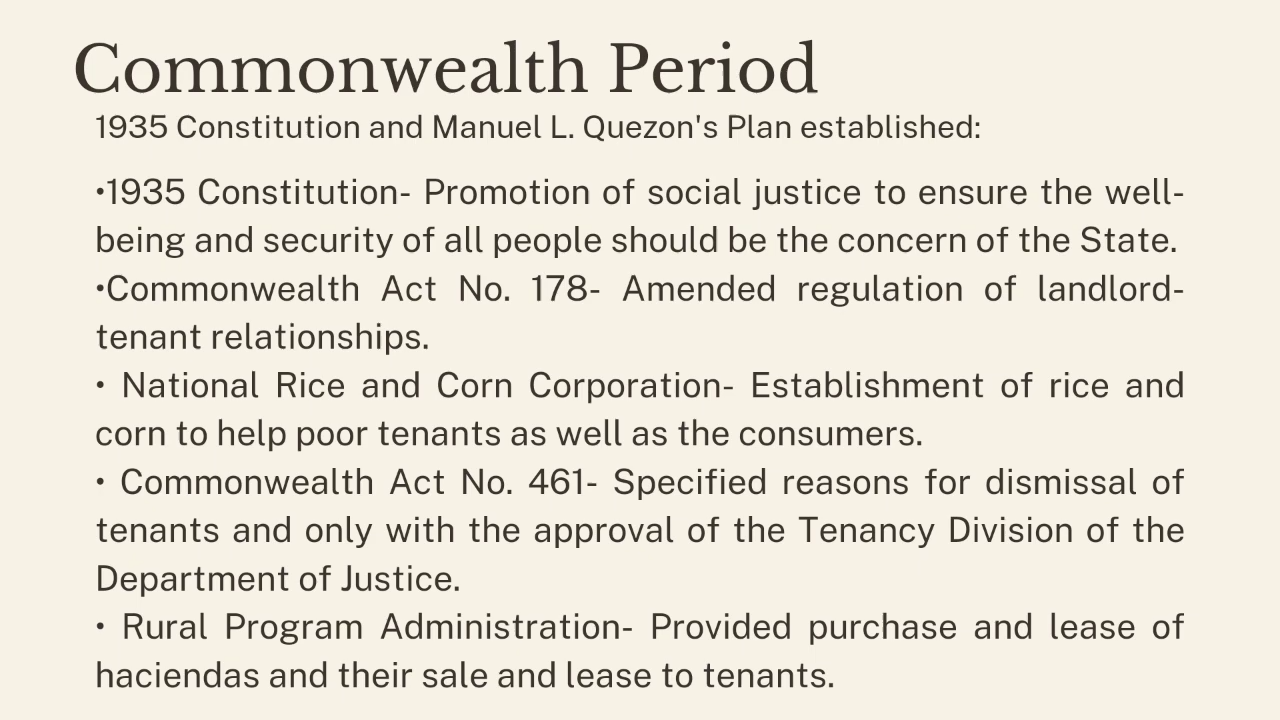 Commonwealth Period
1935 Constitution and Manuel L. Quezon's Plan established:
•1935 Constitution- Promotion of social justice to ensure the well-
being and security of all people should be the concern of the State.
•Commonwealth Act No. 178- Amended regulation of landlord-
tenant relationships.
• National Rice and Corn Corporation- Establishment of rice and
corn to help poor tenants as well as the consumers.
• Commonwealth Act No. 461- Specified reasons for dismissal of
tenants and only with the approval of the Tenancy Division of the
Department of Justice.
• Rural Program Administration- Provided purchase and lease of
haciendas and their sale and lease to tenants.